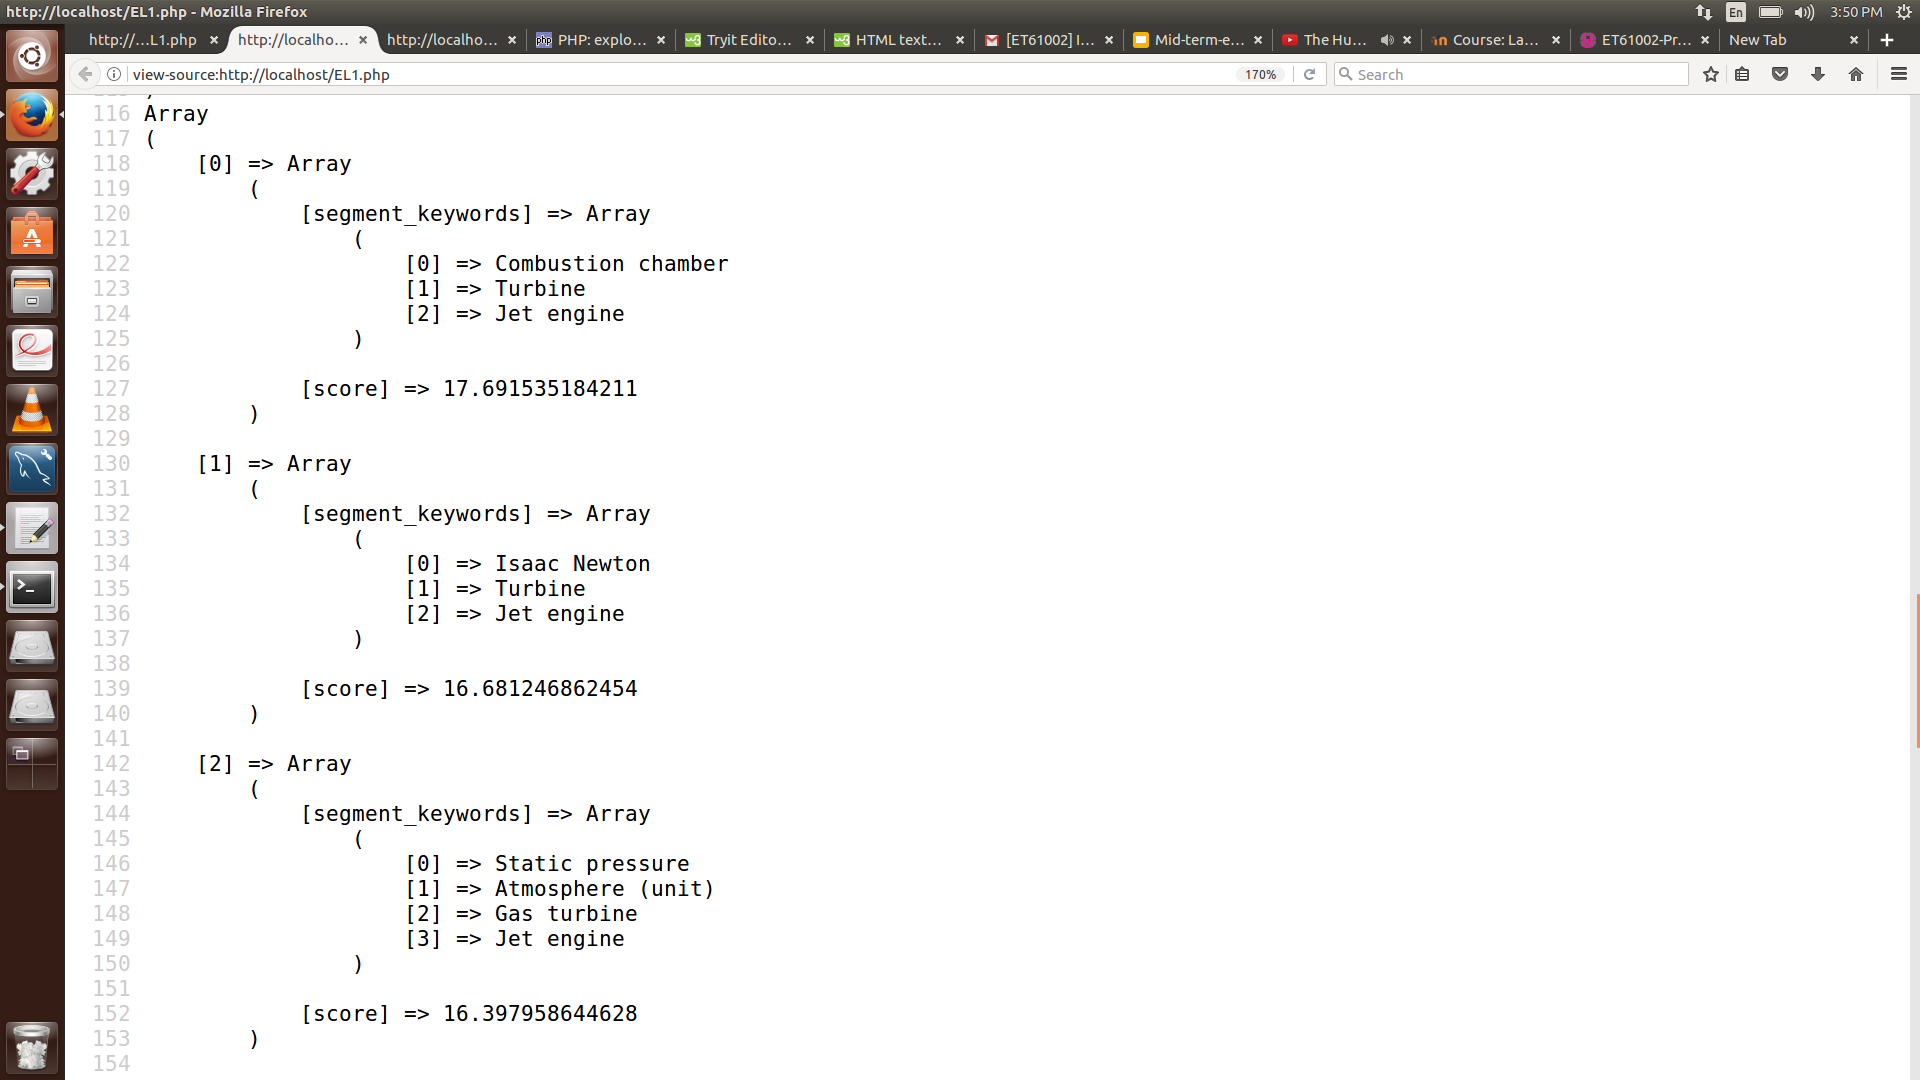 http://localhost/EL1.php - Mozilla Firefox
En
3:50 PM
http://...L1.php
http://localho...
http://localho...
php PHP: explo...
w3 Tryit Edito...
w3 HTML text...
[ET61002] I...
Mid-term-e...
The Hu...
Course: La...
ET61002-Pr...
New Tab
view-source:http://localhost/EL1.php
170%
Search
116 Array
117 (
118     [0] => Array
119         (
120             [segment_keywords] => Array
121                 (
122                     [0] => Combustion chamber
123                     [1] => Turbine
124                     [2] => Jet engine
125                 )
126
127             [score] => 17.691535184211
128         )
129
130     [1] => Array
131         (
132             [segment_keywords] => Array
133                 (
134                     [0] => Isaac Newton
135                     [1] => Turbine
136                     [2] => Jet engine
137                 )
138
139             [score] => 16.681246862454
140         )
141
142     [2] => Array
143         (
144             [segment_keywords] => Array
145                 (
146                     [0] => Static pressure
147                     [1] => Atmosphere (unit)
148                     [2] => Gas turbine
149                     [3] => Jet engine
150                 )
151
152             [score] => 16.397958644628
153         )
154